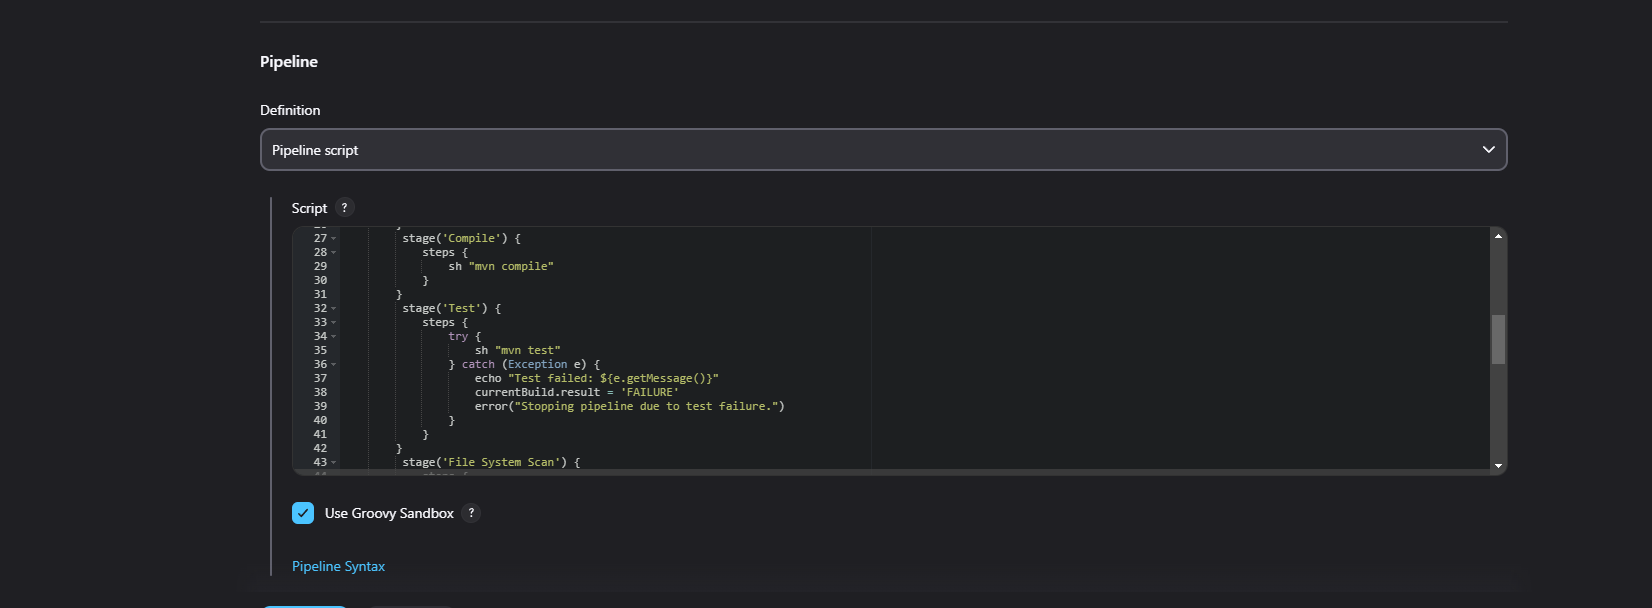 Pipeline
Definition
Pipeline script
Script ?
27 stage('Compile') {
28 steps {
29 sh "mvn compile"
30 }
31 }
32 stage('Test') {
33 steps {
34 try {
35 sh "mvn test"
36 } catch (Exception e) {
37 echo "Test failed: ${e.getMessage()}"
38 currentBuild.result = 'FAILURE'
39 error("Stopping pipeline due to test failure.")
40 }
41 }
42 }
43 stage('File System Scan') {
Use Groovy Sandbox ?
Pipeline Syntax